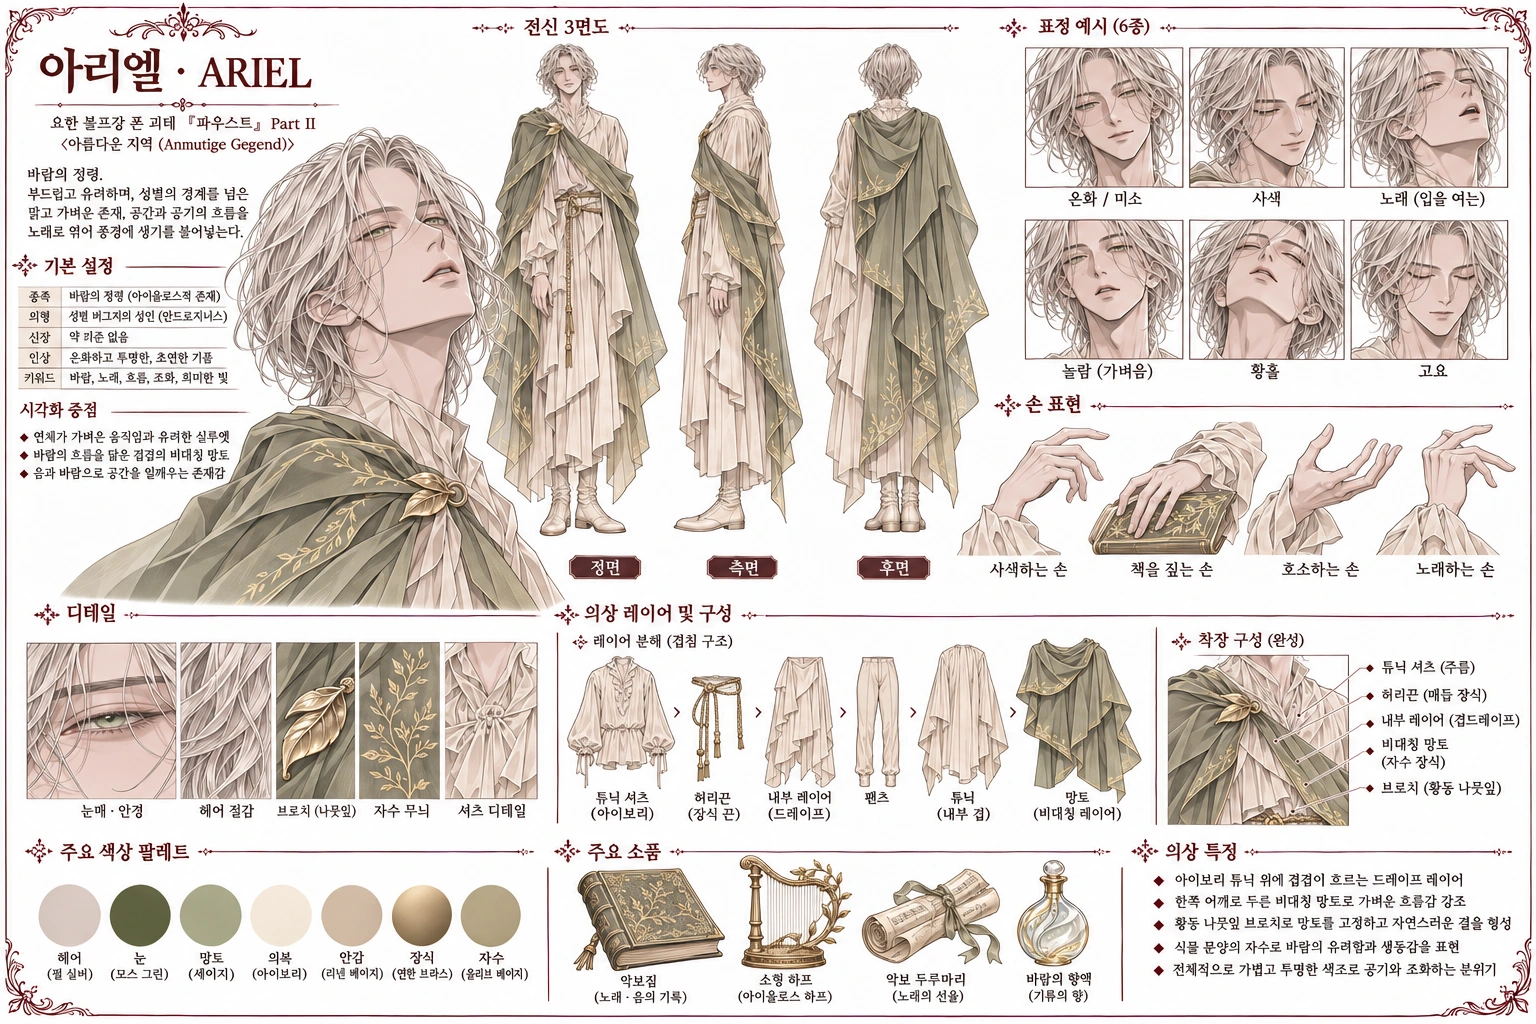 아리엘 · ARIEL
요한 볼프강 폰 괴테 『파우스트』 Part II
〈아름다운 지역 (Anmutige Gegend)〉
바람의 정령.
부드럽고 유려하며, 성별의 경계를 넘은
맑고 가벼운 존재, 공간과 공기의 흐름을
노래로 엮어 풍경에 생기를 불어넣는다.
기본 설정
종족 바람의 정령 (아이올로스적 존재)
의형 성별 버그지의 성인 (안드로지너스)
신장 약 없음
인상 온화하고 투명한, 초연한 기품
키워드 바람, 노래, 흐름, 조화, 희미한 빛
시각화 중점
연체가 가벼운 움직임과 유려한 실루엣
바람의 흐름을 닮은 겹겹의 비대칭 망토
음과 바람으로 공간을 일깨우는 존재감
전신 3면도
정면
측면
후면
표정 예시 (6종)
온화 / 미소
사색
노래 (입을 여는)
놀람 (가벼움)
황홀
고요
손 표현
사색하는 손
책을 짚는 손
호소하는 손
노래하는 손
디테일
눈매 · 안경
헤어 절감
브로치 (나뭇잎)
자수 무늬
셔츠 디테일
의상 레이어 및 구성
레이어 분해 (겹침 구조)
튜닉 셔츠
(아이보리)
허리끈
(장식 끈)
내부 레이어
(드레이프)
팬츠
튜닉
(내부 겹)
망토
(비대칭 레이어)
착장 구성 (완성)
튜닉 셔츠 (주름)
허리끈 (매듭 장식)
내부 레이어 (겹드레이프)
비대칭 망토
(자수 장식)
브로치 (황동 나뭇잎)
주요 색상 팔레트
헤어
(펄 실버)
눈
(모스 그린)
망토
(세이지)
의복
(아이보리)
안감
(리넨 베이지)
장식
(연한 브라스)
자수
(올리브 베이지)
주요 소품
악보집
(노래 · 음의 기록)
소형 하프
(아이올로스 하프)
악보 두루마리
(노래의 선율)
바람의 향액
(기류의 향)
의상 특정
아이보리 튜닉 위에 겹겹이 흐르는 드레이프 레이어
한쪽 어깨로 두른 비대칭 망토로 가벼운 흐름감 강조
황동 나뭇잎 브로치로 망토를 고정하고 자연스러운 결을 형성
식물 문양의 자수로 바람의 유려함과 생동감을 표현
전체적으로 가볍고 투명한 색조로 공기와 조화하는 분위기